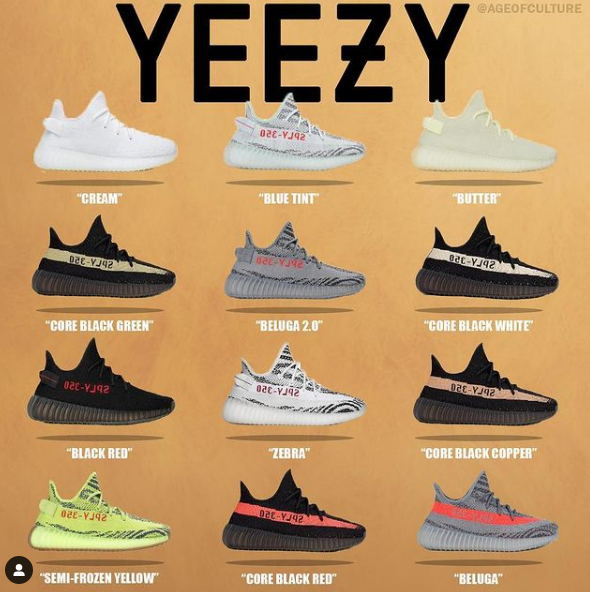 @AGEOFCULTURE
YEEZY
"CREAM"
"BLUE TINT"
"BUTTER"
SPLY-350
SPLY-350
SPLY-350
"CORE BLACK GREEN"
"BELUGA 2.0"
"CORE BLACK WHITE"
SPLY-350
SPLY-350
SPLY-350
"BLACK RED"
"ZEBRA"
"CORE BLACK COPPER"
SPLY-350
SPLY-350
SPLY-350
"SEMI-FROZEN YELLOW"
"CORE BLACK RED"
"BELUGA"